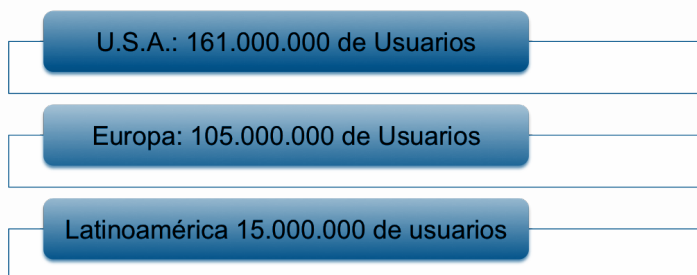 U.S.A.: 161.000.000 de Usuarios
Europa: 105.000.000 de Usuarios
Latinoamérica 15.000.000 de usuarios